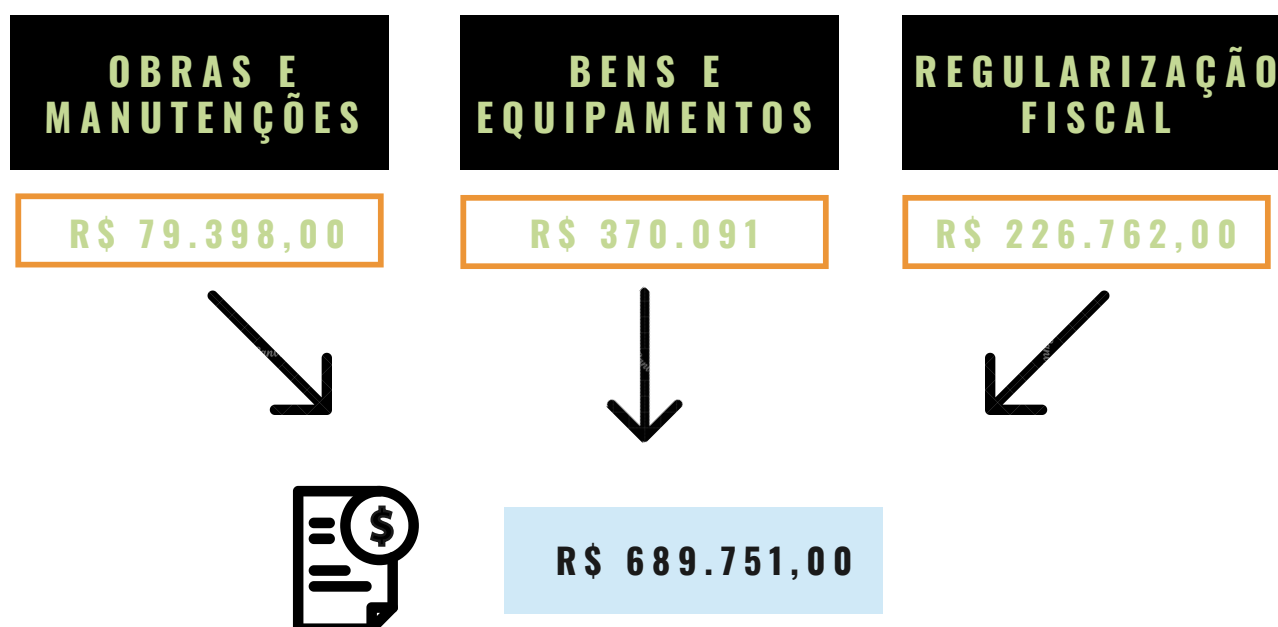 OBRAS E
MANUTENÇÕES
BENS E
EQUIPAMENTOS
REGULARIZAÇÃO
FISCAL
R$ 79.398,00
R$ 370.091
R$ 226.762,00
$
R$ 689.751,00